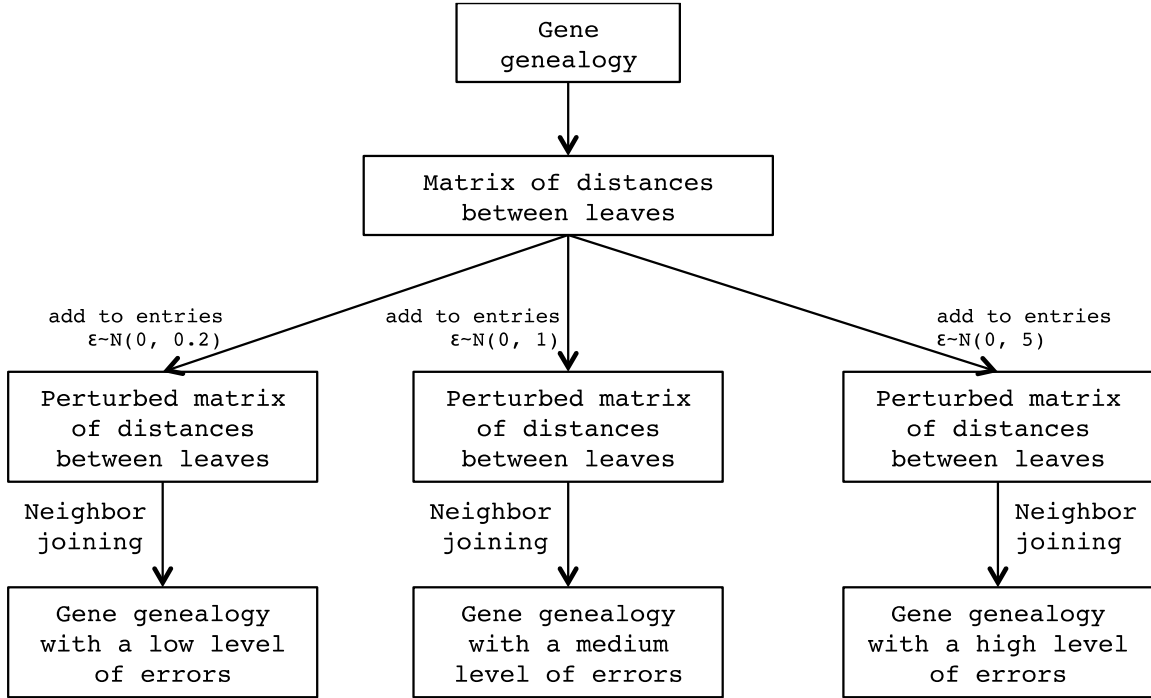 Gene
genealogy
Matrix of distances
between leaves
add to entries
ε~N(0, 0.2)
add to entries
ε~N(0, 1)
add to entries
ε~N(0, 5)
Perturbed matrix
of distances
between leaves
Perturbed matrix
of distances
between leaves
Perturbed matrix
of distances
between leaves
Neighbor
joining
Neighbor
joining
Neighbor
joining
Gene genealogy
with a low level
of errors
Gene genealogy
with a medium
level of errors
Gene genealogy
with a high level
of errors